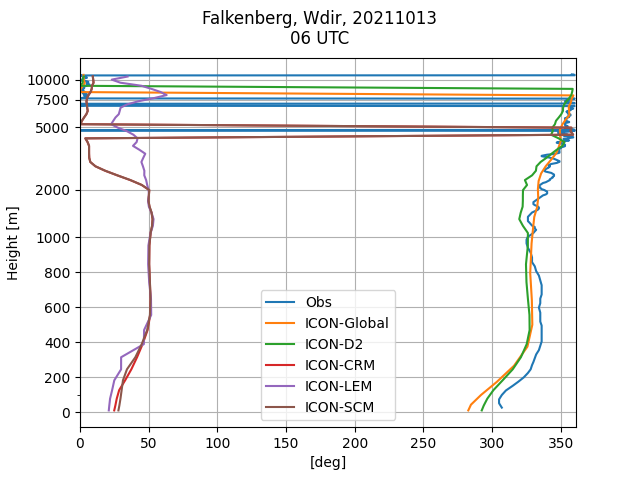 Falkenberg, Wdir, 20211013
06 UTC
10000
7500
5000
2000
1000
800
600
400
200
0
Height [m]
Obs
ICON-Global
ICON-D2
ICON-CRM
ICON-LEM
ICON-SCM
0 50 100 150 200 250 300 350
[deg]